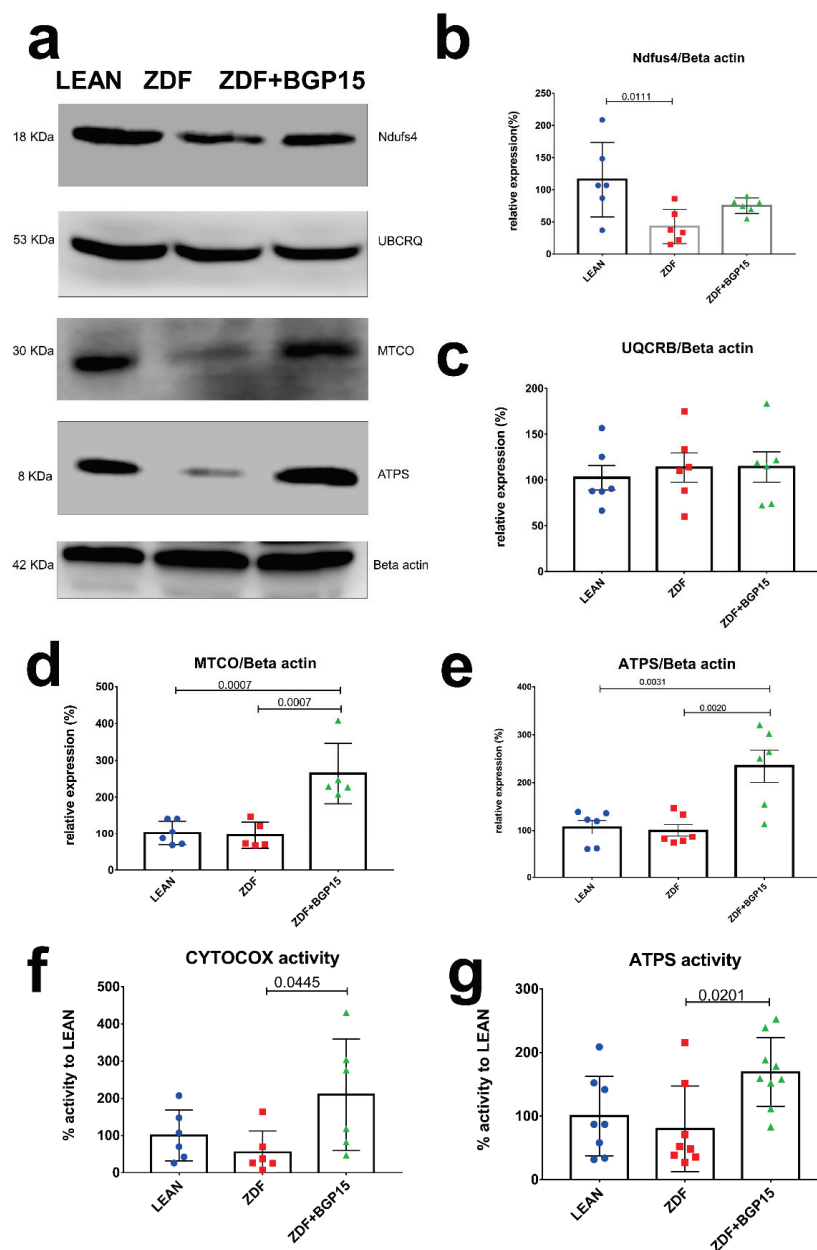 a
LEAN ZDF ZDF+BGP15
18 KDa
Ndufs4
53 KDa
UBCRQ
30 KDa
MTCO
8 KDa
ATPS
42 KDa
Beta actin
b
Ndfus4/Beta actin
relative expression(%)
250
200
150
100
50
0
0.0111
LEAN
ZDF
ZDF+BGP15
c
UQCRB/Beta actin
relative expression (%)
200
150
100
50
0
LEAN
ZDF
ZDF+BGP15
d
MTCO/Beta actin
relative expression (%)
500
400
300
200
100
0
0.0007
0.0007
LEAN
ZDF
ZDF+BGP15
e
ATPS/Beta actin
relative expression (%)
400
300
200
100
0
0.0031
0.0020
LEAN
ZDF
ZDF+BGP15
f
CYTOCOX activity
% activity to LEAN
500
400
300
200
100
0
0.0445
LEAN
ZDF
ZDF+BGP15
g
ATPS activity
% activity to LEAN
300
200
100
0
0.0201
LEAN
ZDF
ZDF+BGP15